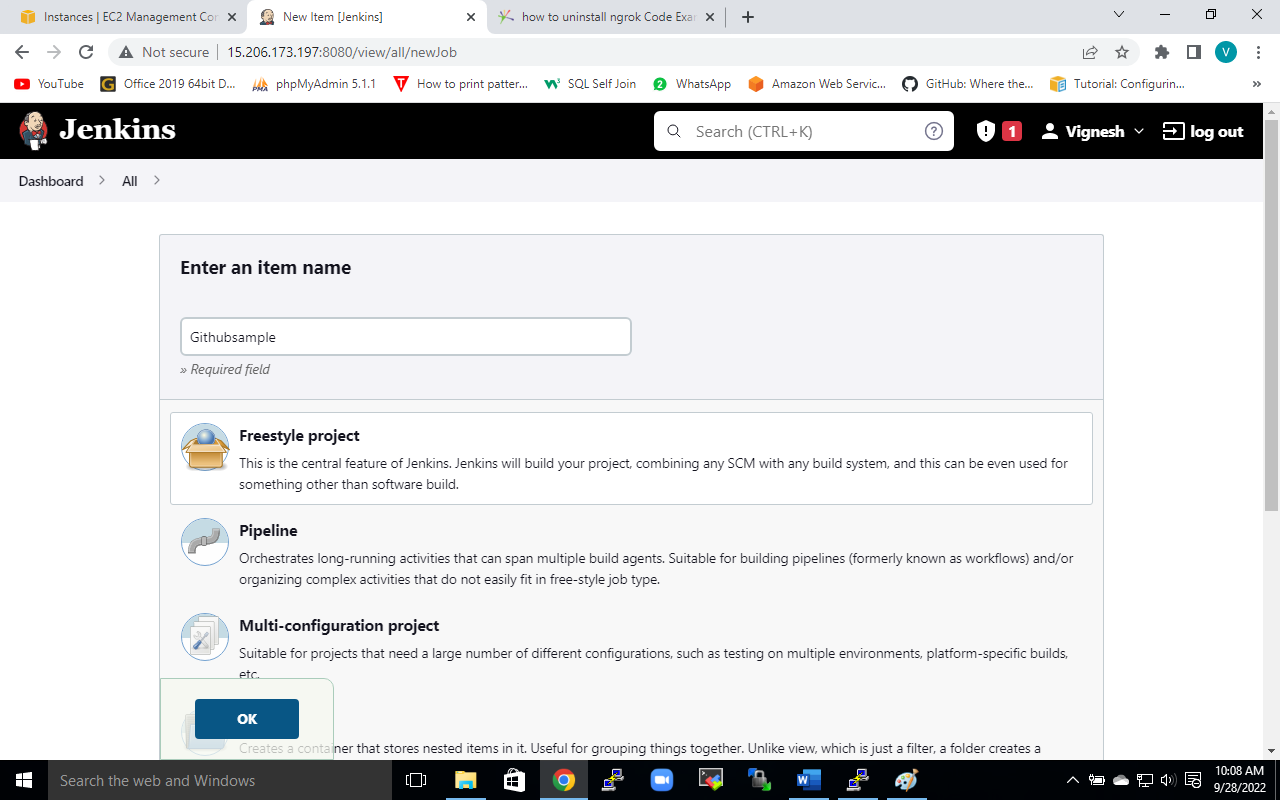 Instances | EC2 Management Con
New Item [Jenkins]
how to uninstall ngrok Code Exa
Not secure
15.206.173.197:8080/view/all/newJob
V
YouTube
Office 2019 64bit D...
phpMyAdmin 5.1.1
How to print patter...
SQL Self Join
WhatsApp
Amazon Web Servic...
GitHub: Where the...
Tutorial: Configurin...
»
Jenkins
Search (CTRL+K)
1
Vignesh
log out
Dashboard
All
Enter an item name
Githubsample
» Required field
Freestyle project
This is the central feature of Jenkins. Jenkins will build your project, combining any SCM with any build system, and this can be even used for
something other than software build.
Pipeline
Orchestrates long-running activities that can span multiple build agents. Suitable for building pipelines (formerly known as workflows) and/or
organizing complex activities that do not easily fit in free-style job type.
Multi-configuration project
Suitable for projects that need a large number of different configurations, such as testing on multiple environments, platform-specific builds,
etc.
OK
Creates a container that stores nested items in it. Useful for grouping things together. Unlike view, which is just a filter, a folder creates a
Search the web and Windows
10:08 AM
9/28/2022